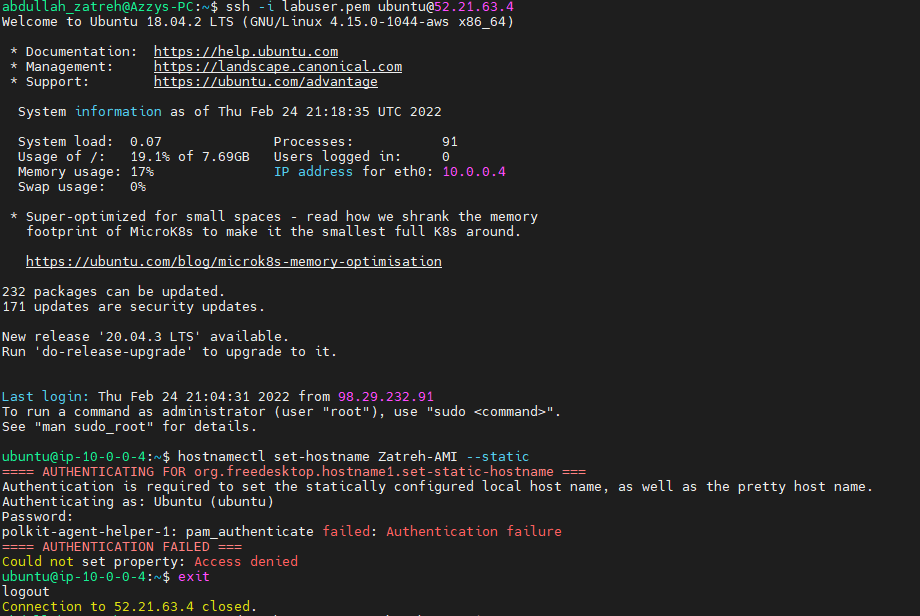 abdullah_zatreh@Azzys-PC:~$ ssh -i labuser.pem ubuntu@52.21.63.4
Welcome to Ubuntu 18.04.2 LTS (GNU/Linux 4.15.0-1044-aws x86_64)
* Documentation: https://help.ubuntu.com
* Management: https://landscape.canonical.com
* Support: https://ubuntu.com/advantage
System information as of Thu Feb 24 21:18:35 UTC 2022
System load: 0.07 Processes: 91
Usage of /: 19.1% of 7.69GB Users logged in: 0
Memory usage: 17% IP address for eth0: 10.0.0.4
Swap usage: 0%
* Super-optimized for small spaces - read how we shrank the memory
footprint of MicroK8s to make it the smallest full K8s around.
https://ubuntu.com/blog/microk8s-memory-optimisation
232 packages can be updated.
171 updates are security updates.
New release '20.04.3 LTS' available.
Run 'do-release-upgrade' to upgrade to it.
Last login: Thu Feb 24 21:04:31 2022 from 98.29.232.91
To run a command as administrator (user "root"), use "sudo <command>".
See "man sudo_root" for details.
ubuntu@ip-10-0-0-4:~$ hostnamectl set-hostname Zatreh-AMI --static
==== AUTHENTICATING FOR org.freedesktop.hostname1.set-static-hostname ===
Authentication is required to set the statically configured local host name, as well as the pretty host name.
Authenticating as: Ubuntu (ubuntu)
Password:
polkit-agent-helper-1: pam_authenticate failed: Authentication failure
==== AUTHENTICATION FAILED ===
Could not set property: Access denied
ubuntu@ip-10-0-0-4:~$ exit
logout
Connection to 52.21.63.4 closed.